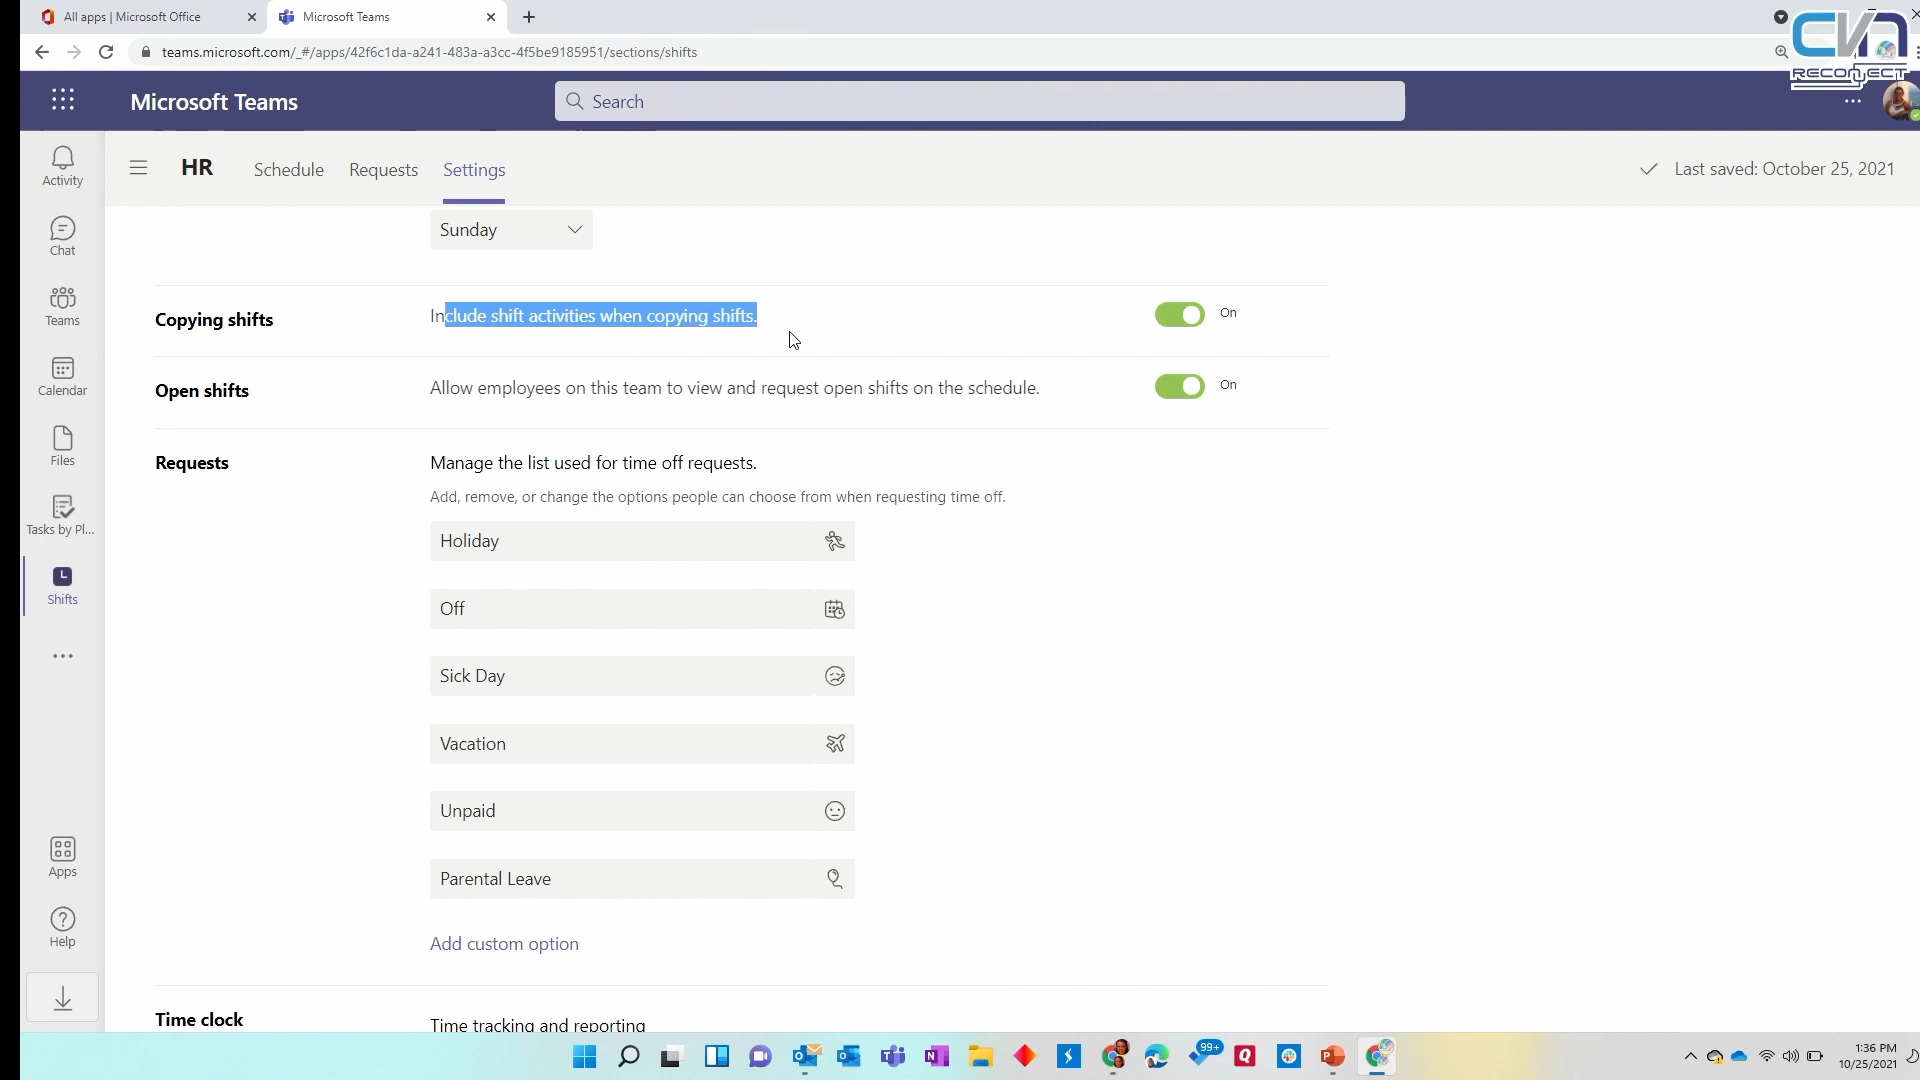 All apps | Microsoft Office
Microsoft Teams
teams.microsoft.com/_#/apps/42f6c1da-a241-483a-a3cc-4f5be9185951/sections/shifts
CVN
RECONJECT
Microsoft Teams
Search
Activity
Chat
Teams
Calendar
Files
Tasks by Pl...
Shifts
Apps
Help
HR
Schedule
Requests
Settings
Last saved: October 25, 2021
Sunday
Copying shifts
Include shift activities when copying shifts.
On
Open shifts
Allow employees on this team to view and request open shifts on the schedule.
On
Requests
Manage the list used for time off requests.
Add, remove, or change the options people can choose from when requesting time off.
Holiday
Off
Sick Day
Vacation
Unpaid
Parental Leave
Add custom option
Time clock
Time tracking and reporting
99+
1:36 PM
10/25/2021